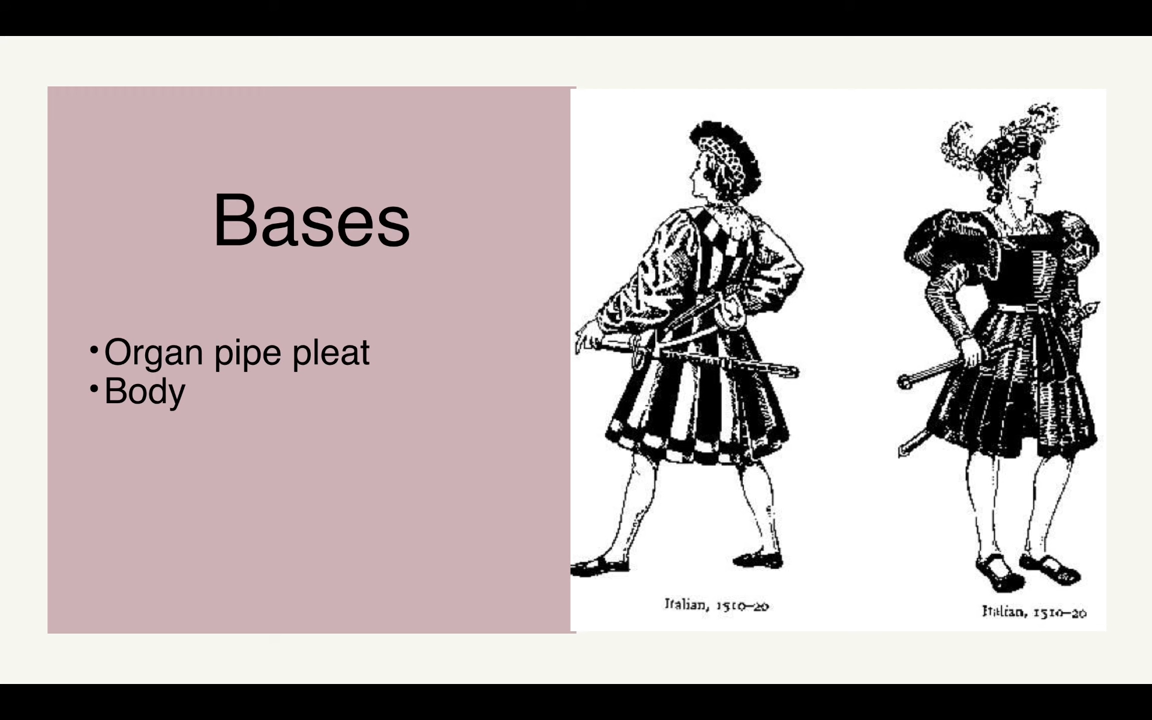 Bases
•Organ pipe pleat
•Body
Italian, 1510–20
Italian, 1510–20